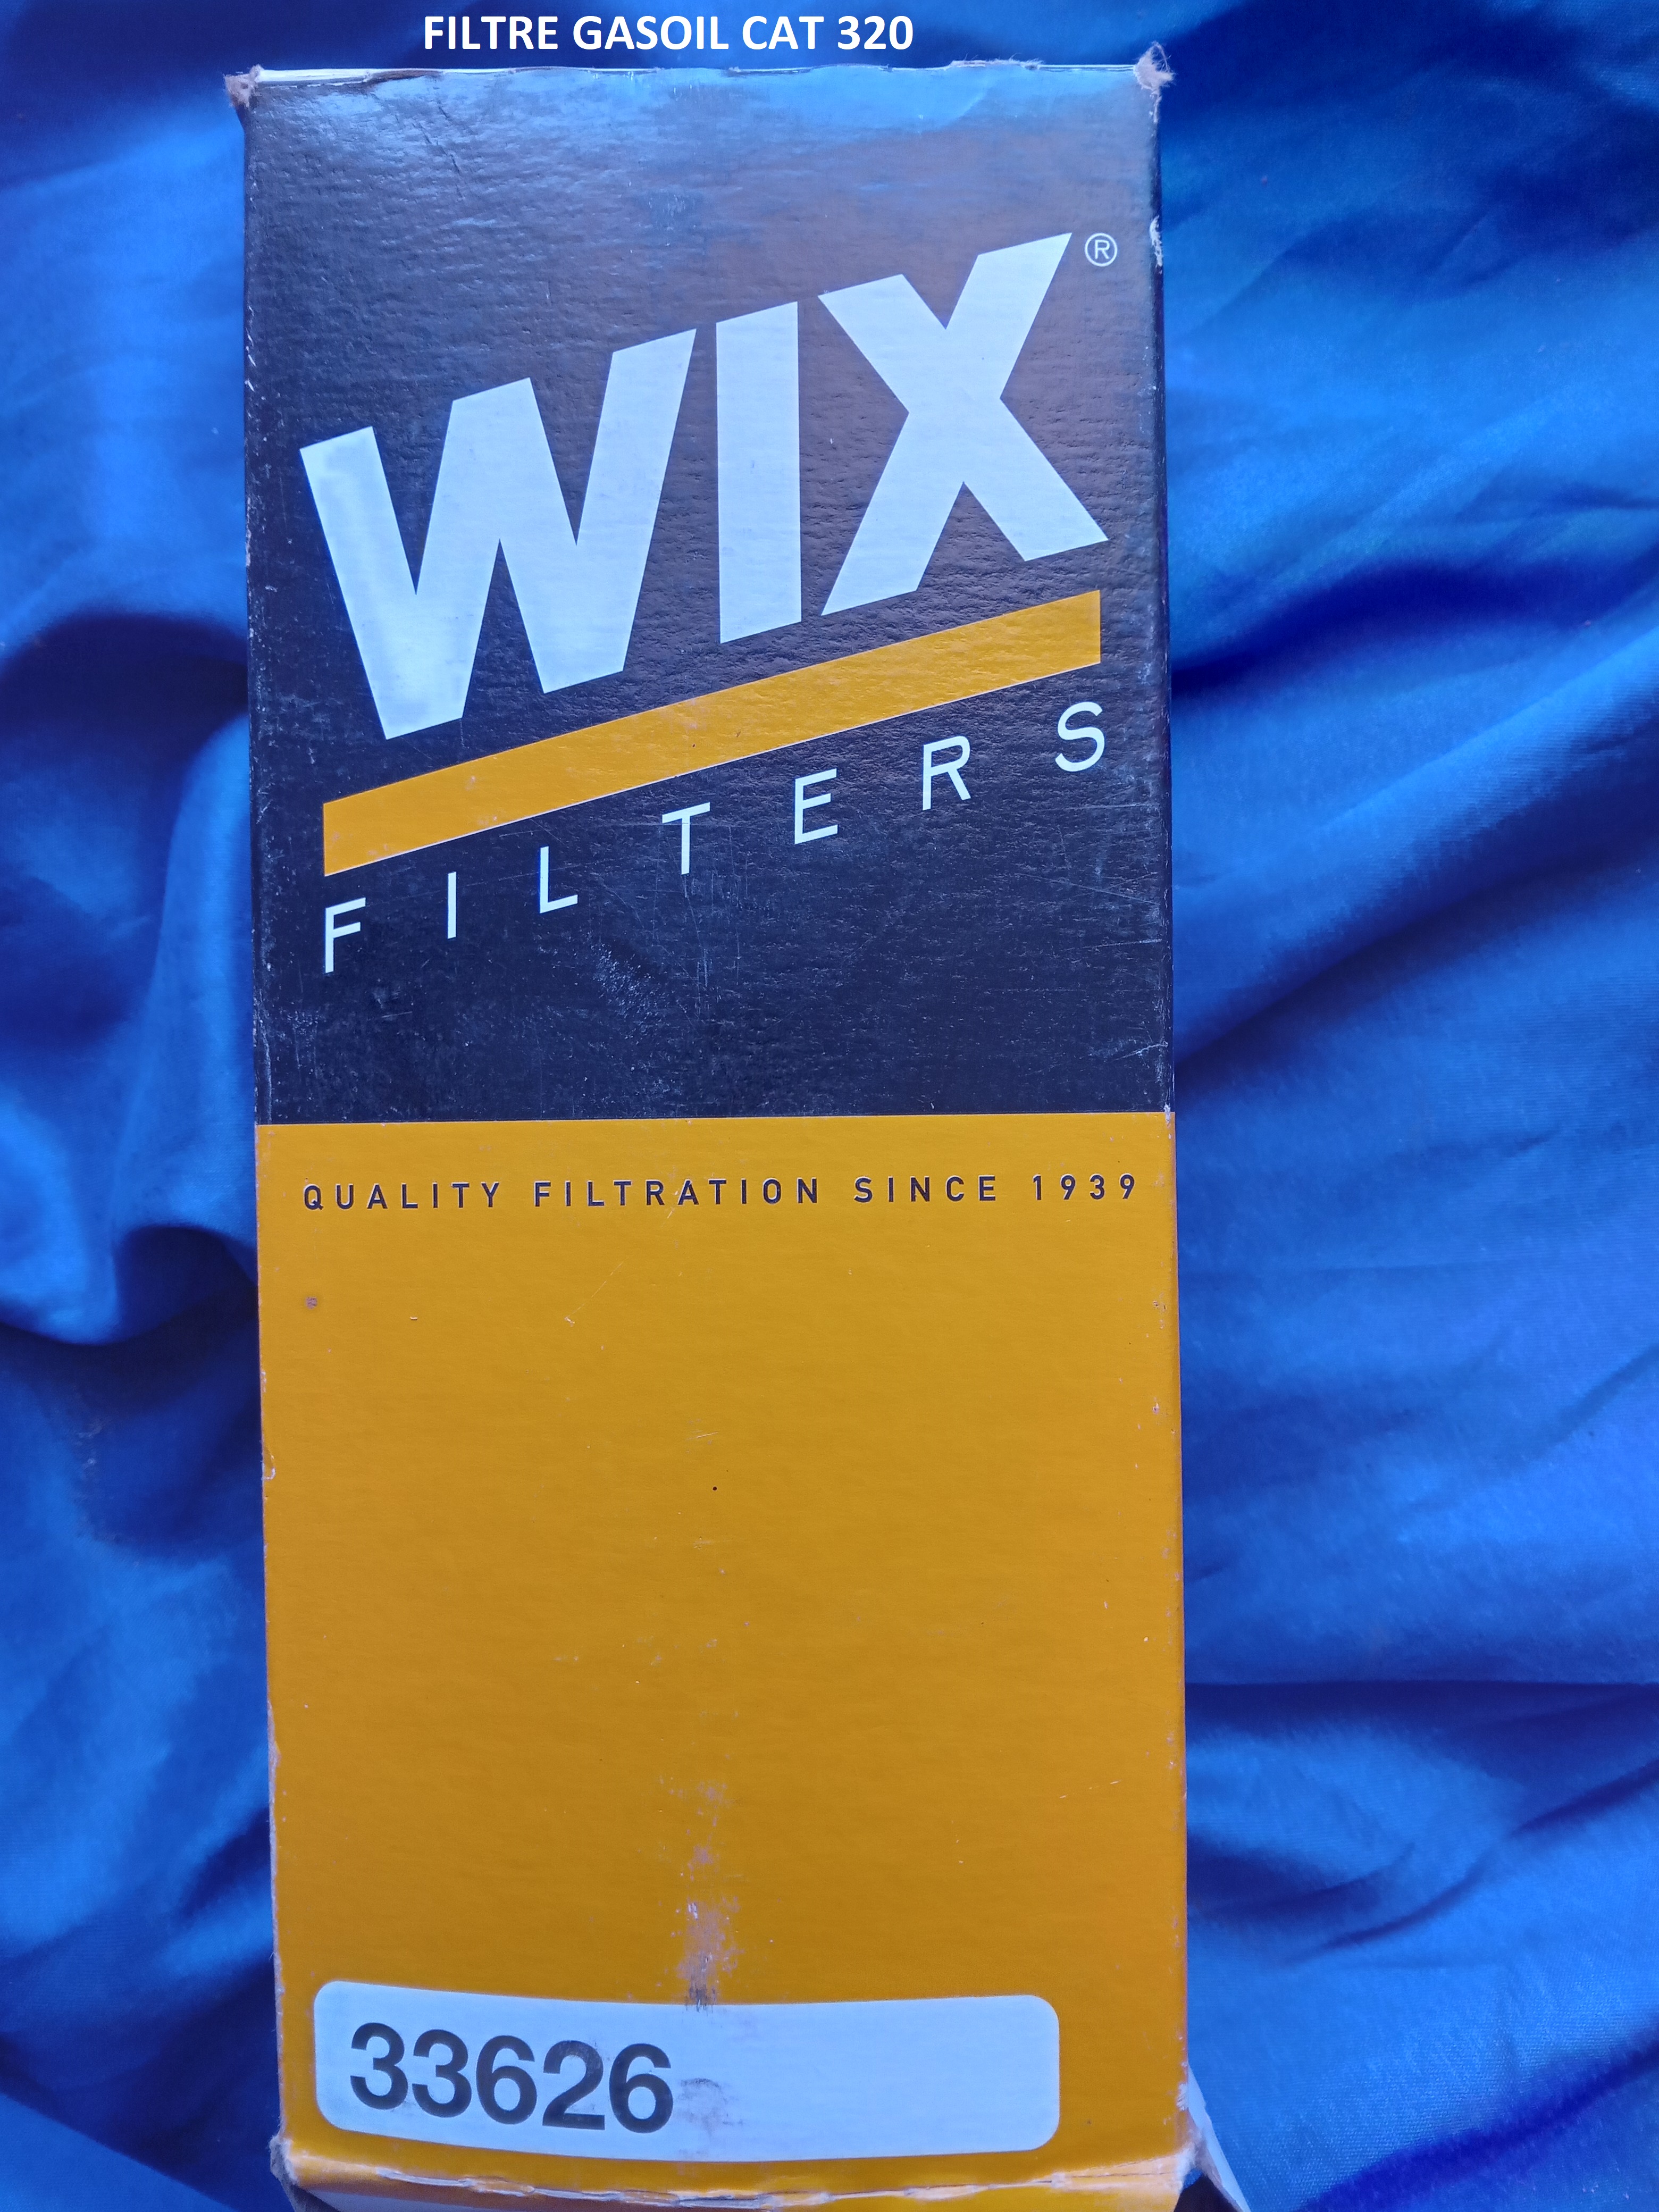 FILTRE GASOIL CAT 320
WIX®
FILTERS
QUALITY FILTRATION SINCE 1939
33626